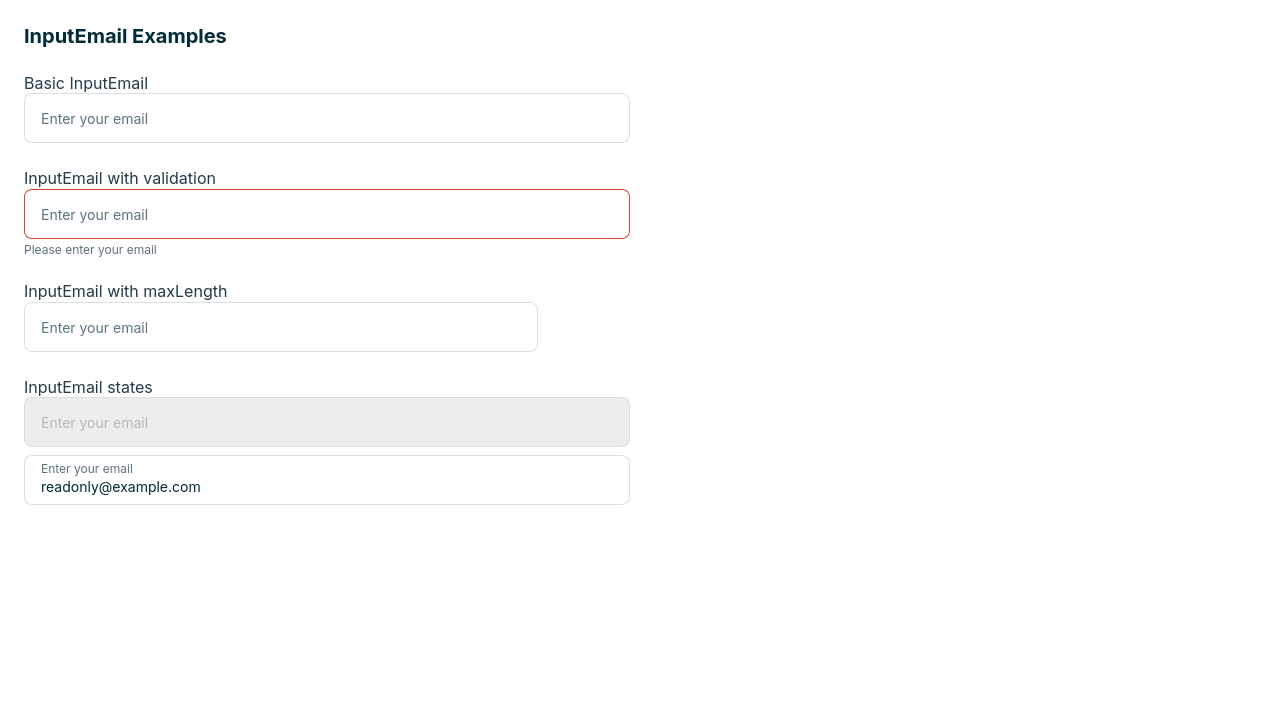 InputEmail Examples
Basic InputEmail
Enter your email
InputEmail with validation
Enter your email
Please enter your email
InputEmail with maxLength
Enter your email
InputEmail states
Enter your email
Enter your email
readonly@example.com